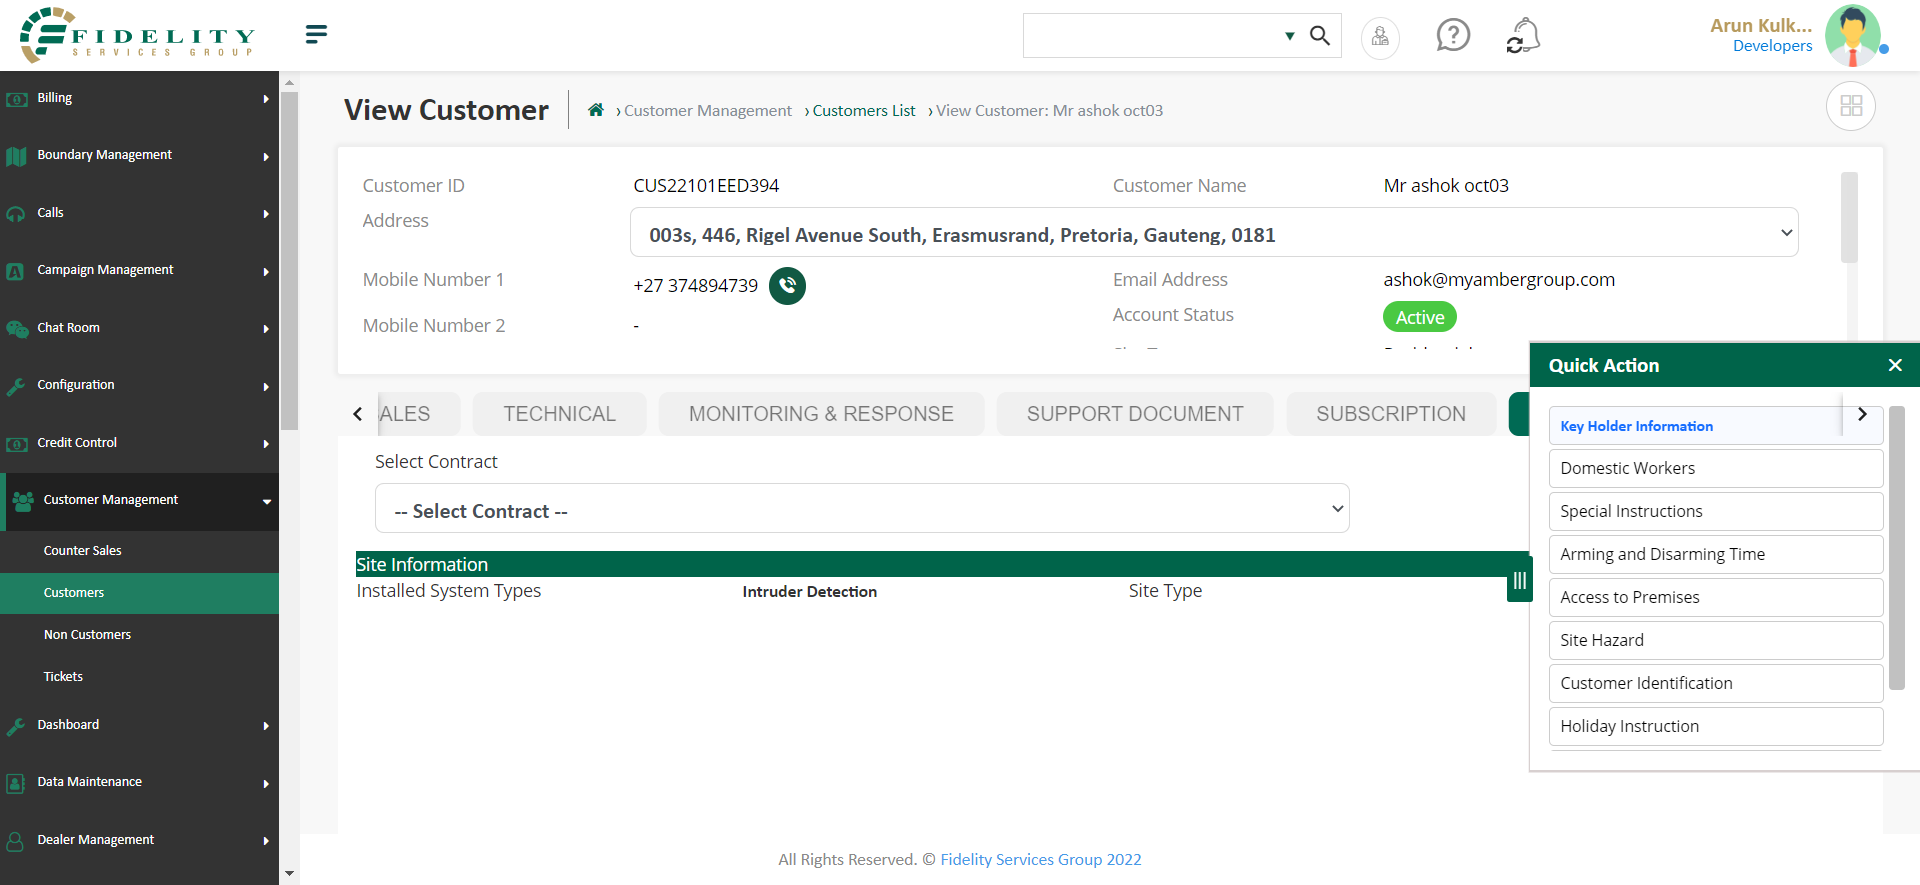 FIDELITY
SERVICES GROUP
Arun Kulk...
Developers
Billing
Boundary Management
Calls
Campaign Management
Chat Room
Configuration
Credit Control
Customer Management
Counter Sales
Customers
Non Customers
Tickets
Dashboard
Data Maintenance
Dealer Management
View Customer
› Customer Management › Customers List › View Customer: Mr ashok oct03
Customer ID CUS22101EED394 Customer Name Mr ashok oct03
Address 003s, 446, Rigel Avenue South, Erasmusrand, Pretoria, Gauteng, 0181
Mobile Number 1 +27 374894739 Email Address ashok@myambergroup.com
Account Status Active
Mobile Number 2 -
ALES TECHNICAL MONITORING & RESPONSE SUPPORT DOCUMENT SUBSCRIPTION
Select Contract
-- Select Contract --
Site Information
Installed System Types Intruder Detection Site Type
Quick Action
Key Holder Information
Domestic Workers
Special Instructions
Arming and Disarming Time
Access to Premises
Site Hazard
Customer Identification
Holiday Instruction
All Rights Reserved. © Fidelity Services Group 2022